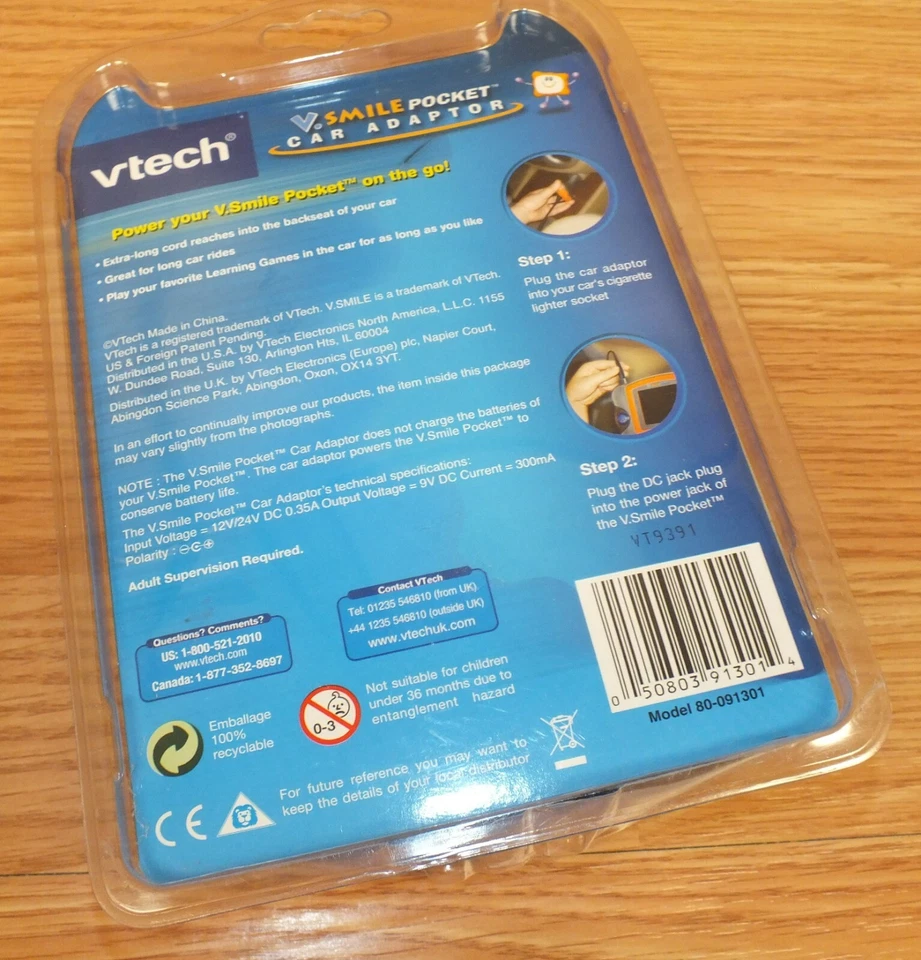 vtech®
V.SMILE POCKET™
CAR ADAPTOR
Power your V.Smile Pocket™ on the go!
• Extra-long cord reaches into the backseat of your car
• Great for long car rides
• Play your favorite Learning Games in the car for as long as you like
©VTech Made in China.
VTech is a registered trademark of VTech. V.SMILE is a trademark of VTech.
US & Foreign Patent Pending.
Distributed in the U.S.A. by VTech Electronics North America, L.L.C. 1155
W. Dundee Road, Suite 130, Arlington Hts, IL 60004
Distributed in the U.K. by VTech Electronics (Europe) plc, Napier Court,
Abingdon Science Park, Abingdon, Oxon, OX14 3YT.
In an effort to continually improve our products, the item inside this package
may vary slightly from the photographs.
NOTE : The V.Smile Pocket™ Car Adaptor does not charge the batteries of
your V.Smile Pocket™. The car adaptor powers the V.Smile Pocket™ to
conserve battery life.
The V.Smile Pocket™ Car Adaptor's technical specifications:
Input Voltage = 12V/24V DC 0.35A Output Voltage = 9V DC Current = 300mA
Polarity :
Adult Supervision Required.
Step 1:
Plug the car adaptor
into your car's cigarette
lighter socket
Step 2:
Plug the DC jack plug
into the power jack of
the V.Smile Pocket™
VT9391
Questions? Comments?
US: 1-800-521-2010
www.vtech.com
Canada: 1-877-352-8697
Contact VTech
Tel: 01235 546810 (from UK)
+44 1235 546810 (outside UK)
www.vtechuk.com
Emballage
100%
recyclable
0-3
Not suitable for children
under 36 months due to
entanglement hazard
0 50803 91301 4
Model 80-091301
CE
For future reference you may want to
keep the details of your local distributor